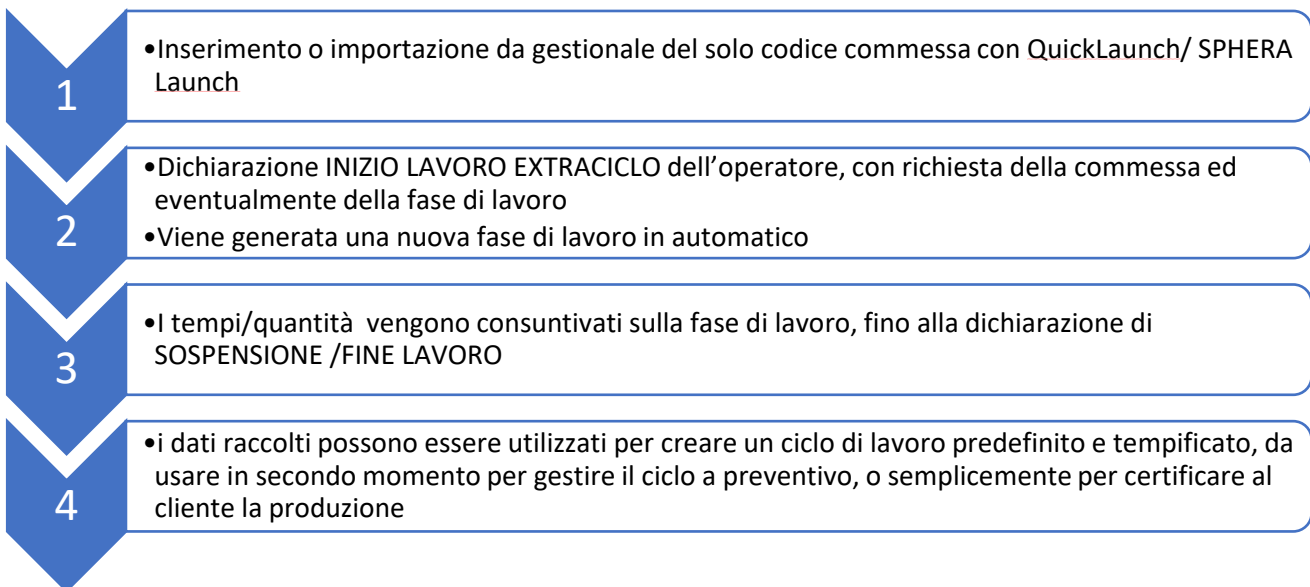 1
•Inserimento o importazione da gestionale del solo codice commessa con QuickLaunch/ SPHERA
Launch
2
•Dichiarazione INIZIO LAVORO EXTRACICLO dell’operatore, con richiesta della commessa ed
eventualmente della fase di lavoro
•Viene generata una nuova fase di lavoro in automatico
3
•I tempi/quantità vengono consuntivati sulla fase di lavoro, fino alla dichiarazione di
SOSPENSIONE /FINE LAVORO
4
•i dati raccolti possono essere utilizzati per creare un ciclo di lavoro predefinito e tempificato, da
usare in secondo momento per gestire il ciclo a preventivo, o semplicemente per certificare al
cliente la produzione